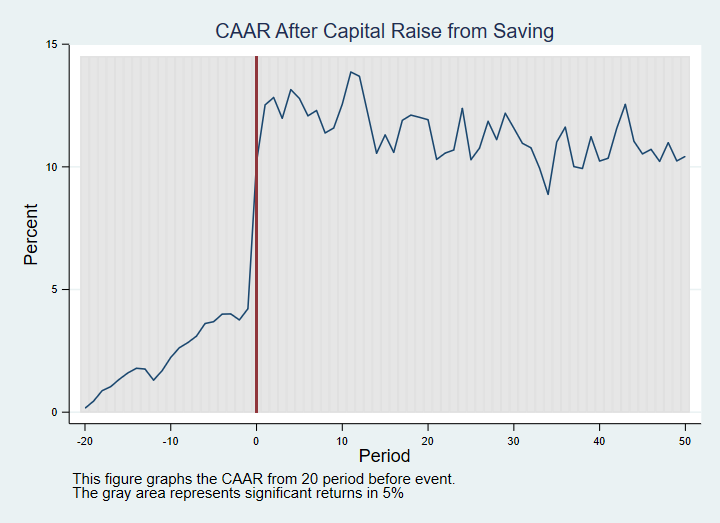 CAAR After Capital Raise from Saving
15
10
5
0
Percent
-20 -10 0 10 20 30 40 50
Period
This figure graphs the CAAR from 20 period before event.
The gray area represents significant returns in 5%